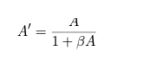 A′ = A / (1 + βA)